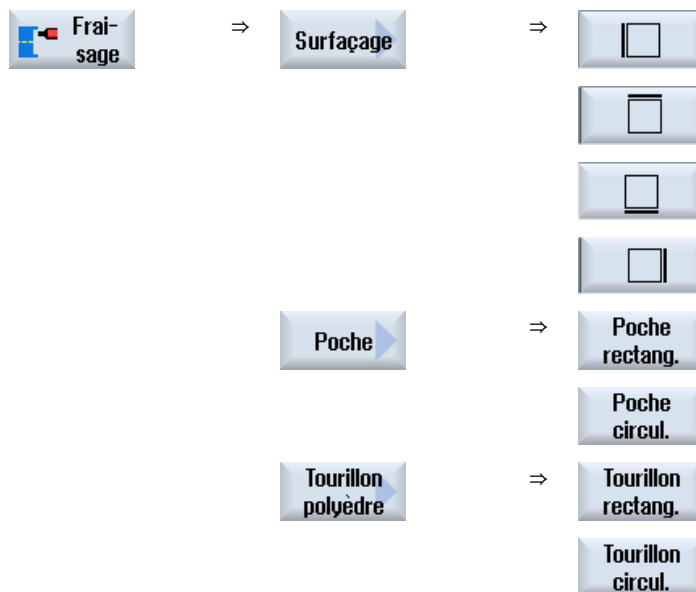 Frai-
sage
⇒
Surfaçage
⇒
Poche
⇒
Poche
rectang.
Poche
circul.
Tourillon
polyèdre
⇒
Tourillon
rectang.
Tourillon
circul.